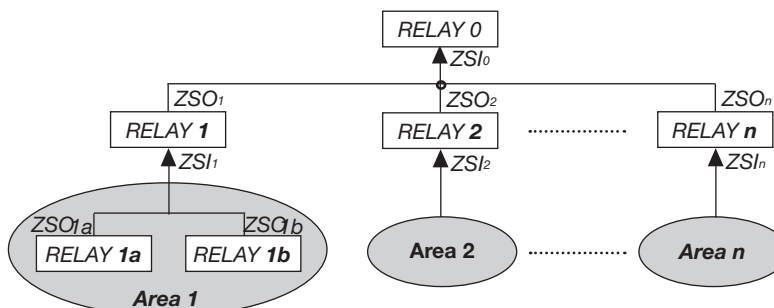 RELAY 0
ZSI0
ZSO1 ZSO2 ZSOn
RELAY 1 RELAY 2 RELAY n
ZSI1 ZSI2 ZSIn
ZSO1a ZSO1b
RELAY 1a RELAY 1b Area 2 Area n
Area 1